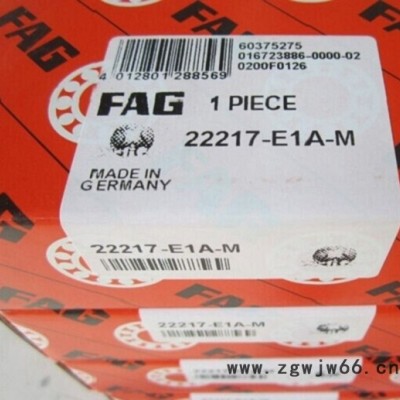 FAG
60375275
016723886-0000-02
0200F0126
4 012801 288569
FAG 1 PIECE
22217-E1A-M
MADE IN
GERMANY
22217-E1A-M
FAG
22217-E1A-M
FAG
www.zgwjw66.cn